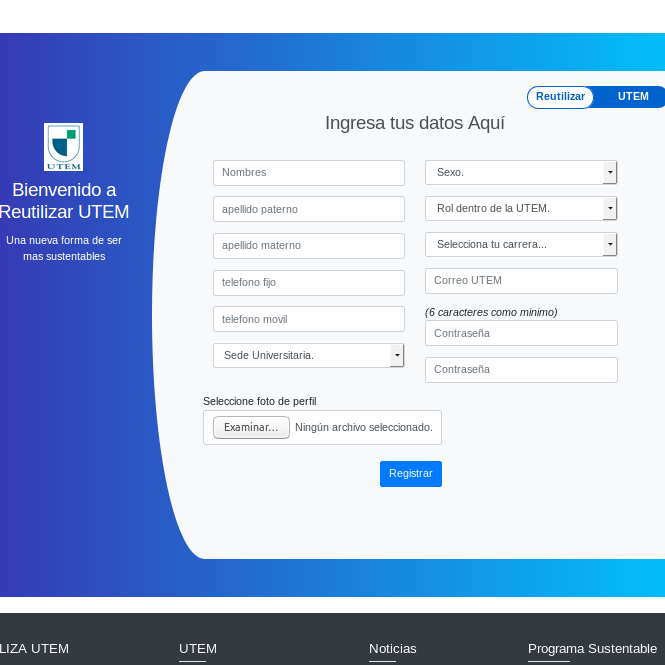 Reutilizar UTEM
Ingresa tus datos Aquí
UTEM
Bienvenido a
Reutilizar UTEM
Una nueva forma de ser
mas sustentables
Nombres
apellido paterno
apellido materno
telefono fijo
telefono movil
Sede Universitaria.
Sexo.
Rol dentro de la UTEM.
Selecciona tu carrera...
Correo UTEM
(6 caracteres como minimo)
Contraseña
Contraseña
Seleccione foto de perfil
Examinar... Ningún archivo seleccionado.
Registrar
LIZA UTEM
UTEM
Noticias
Programa Sustentable